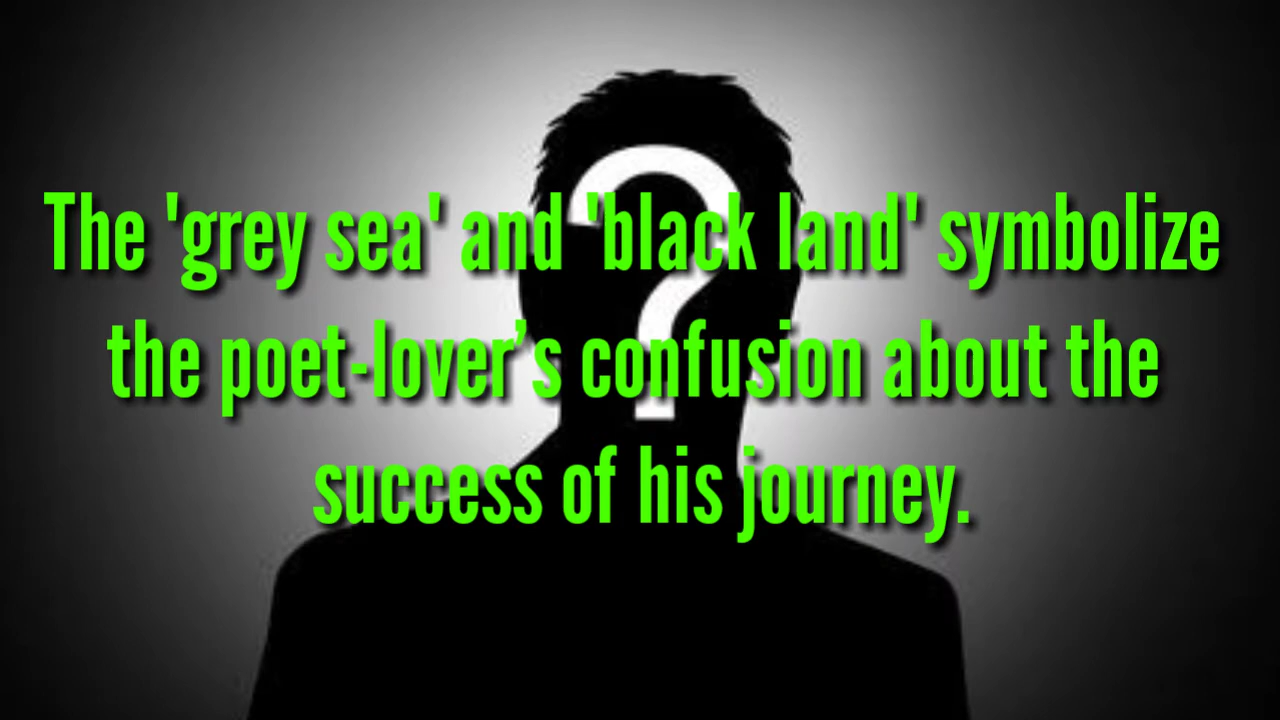 The 'grey sea' and 'black land' symbolize
the poet-lover’s confusion about the
success of his journey.